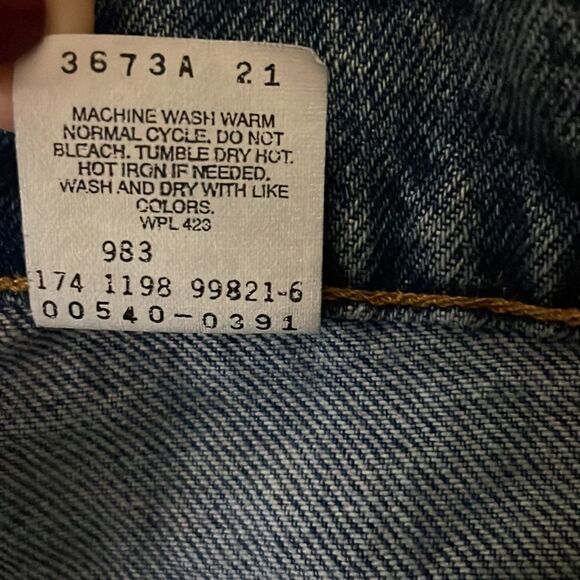 3673A 21
MACHINE WASH WARM
NORMAL CYCLE. DO NOT
BLEACH. TUMBLE DRY HOT.
HOT IRON IF NEEDED.
WASH AND DRY WITH LIKE
COLORS.
WPL 423
983
174 1198 99821-6
00540-0391